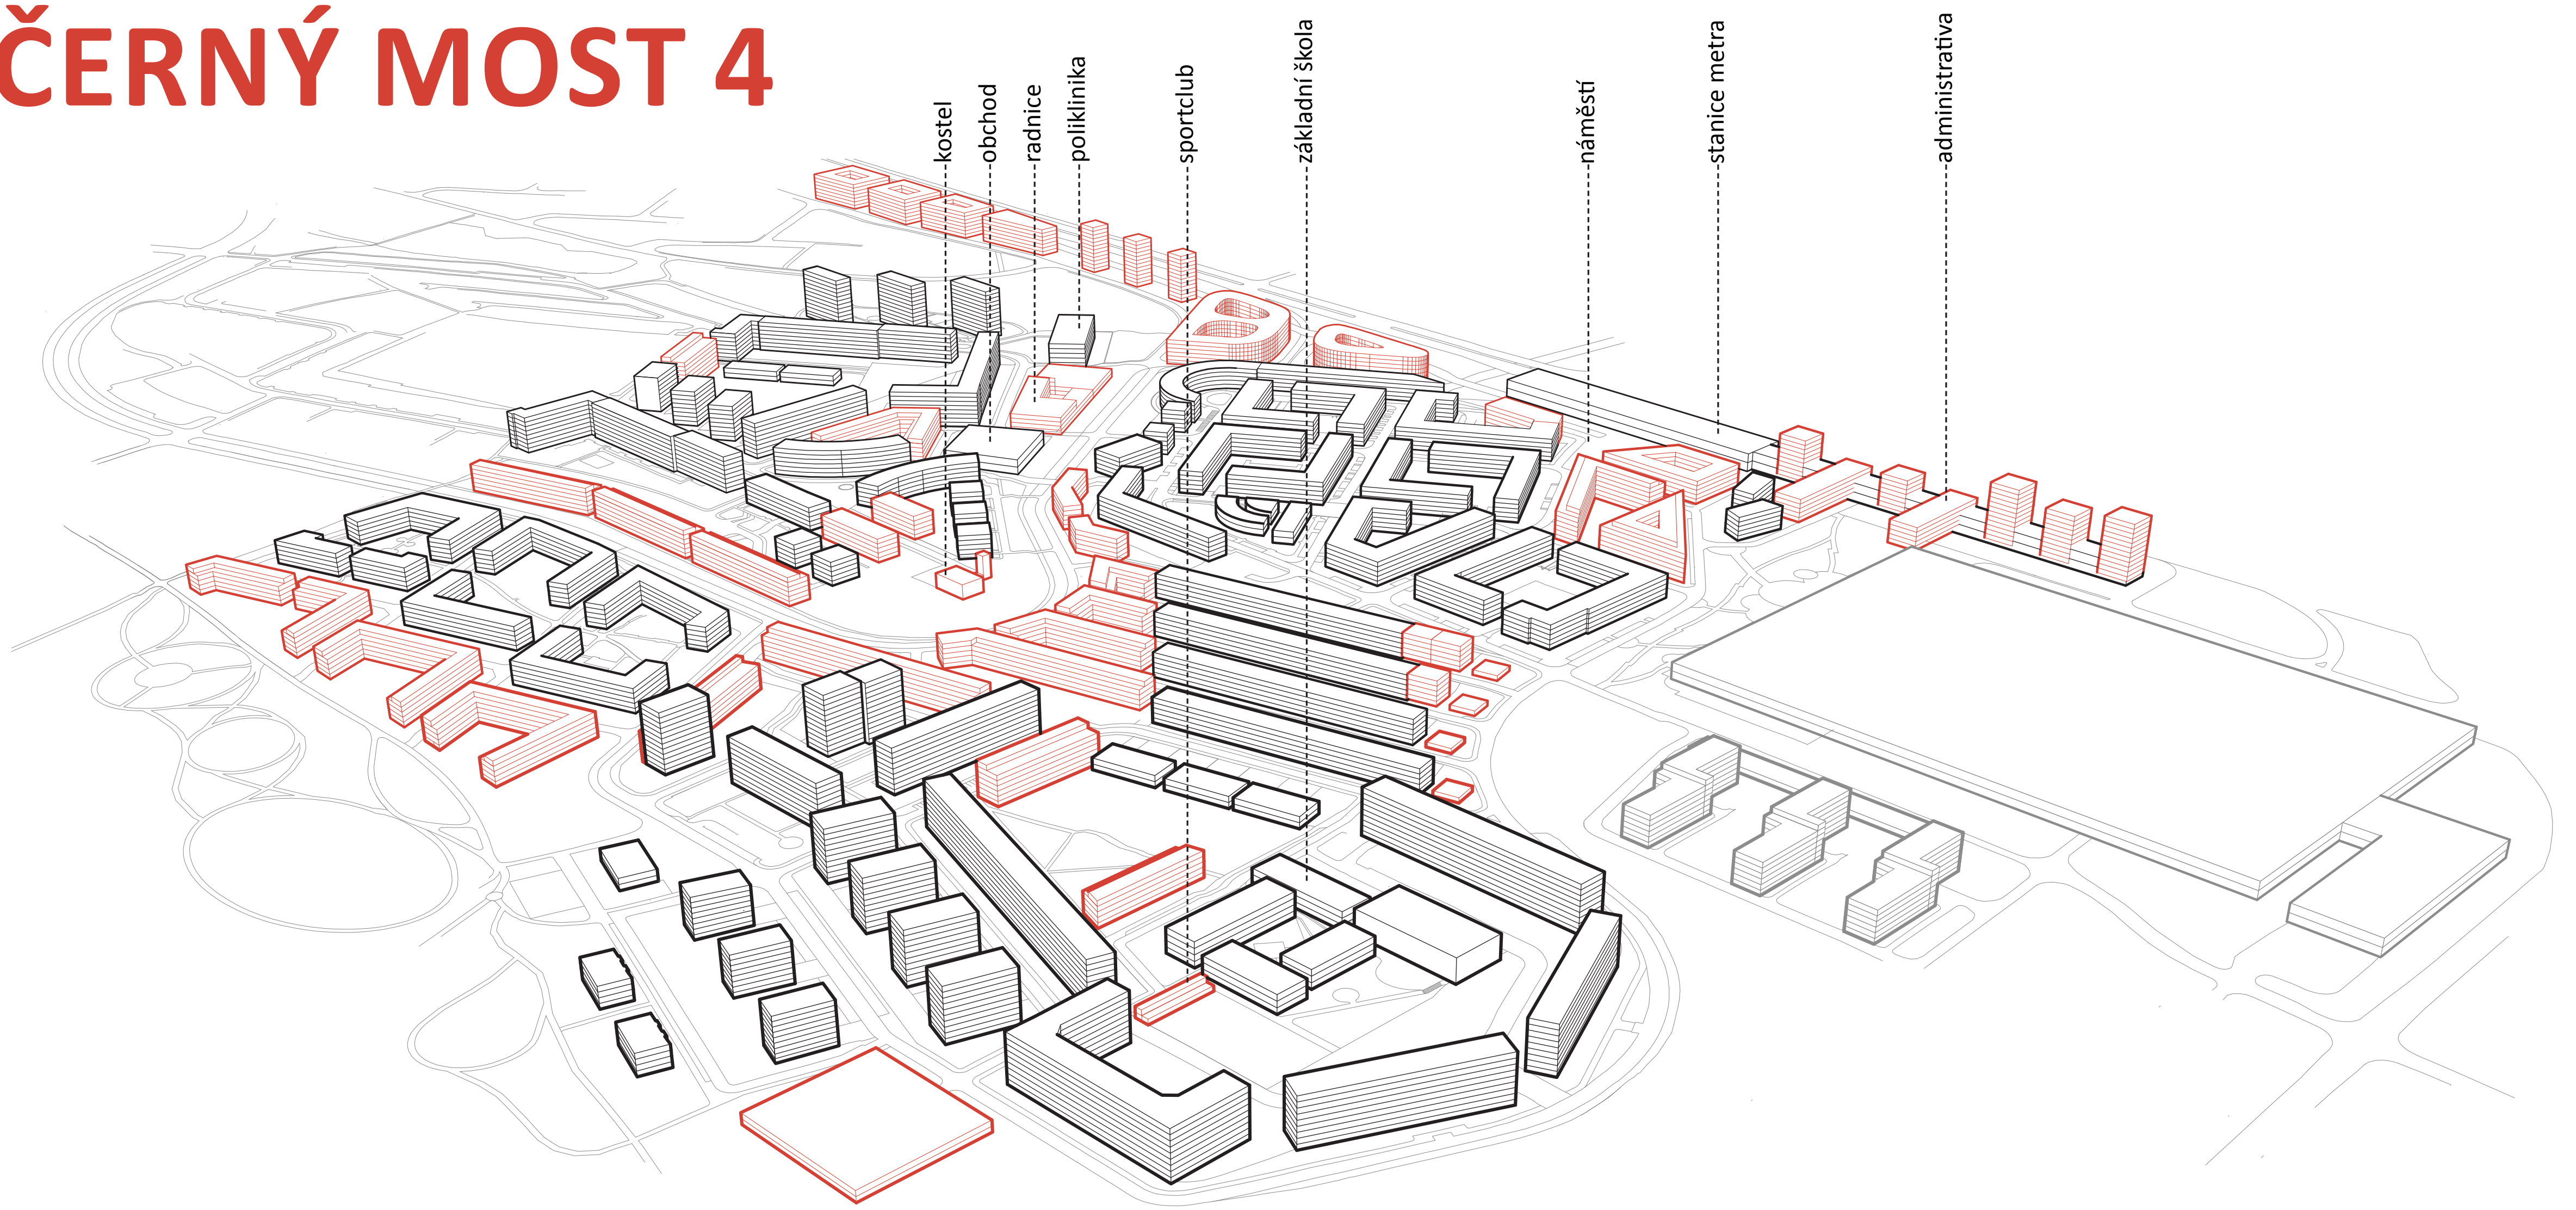 ČERNÝ MOST 4
kostel
obchod
radnice
poliklinika
sportclub
základní škola
náměstí
stanice metra
administrativa